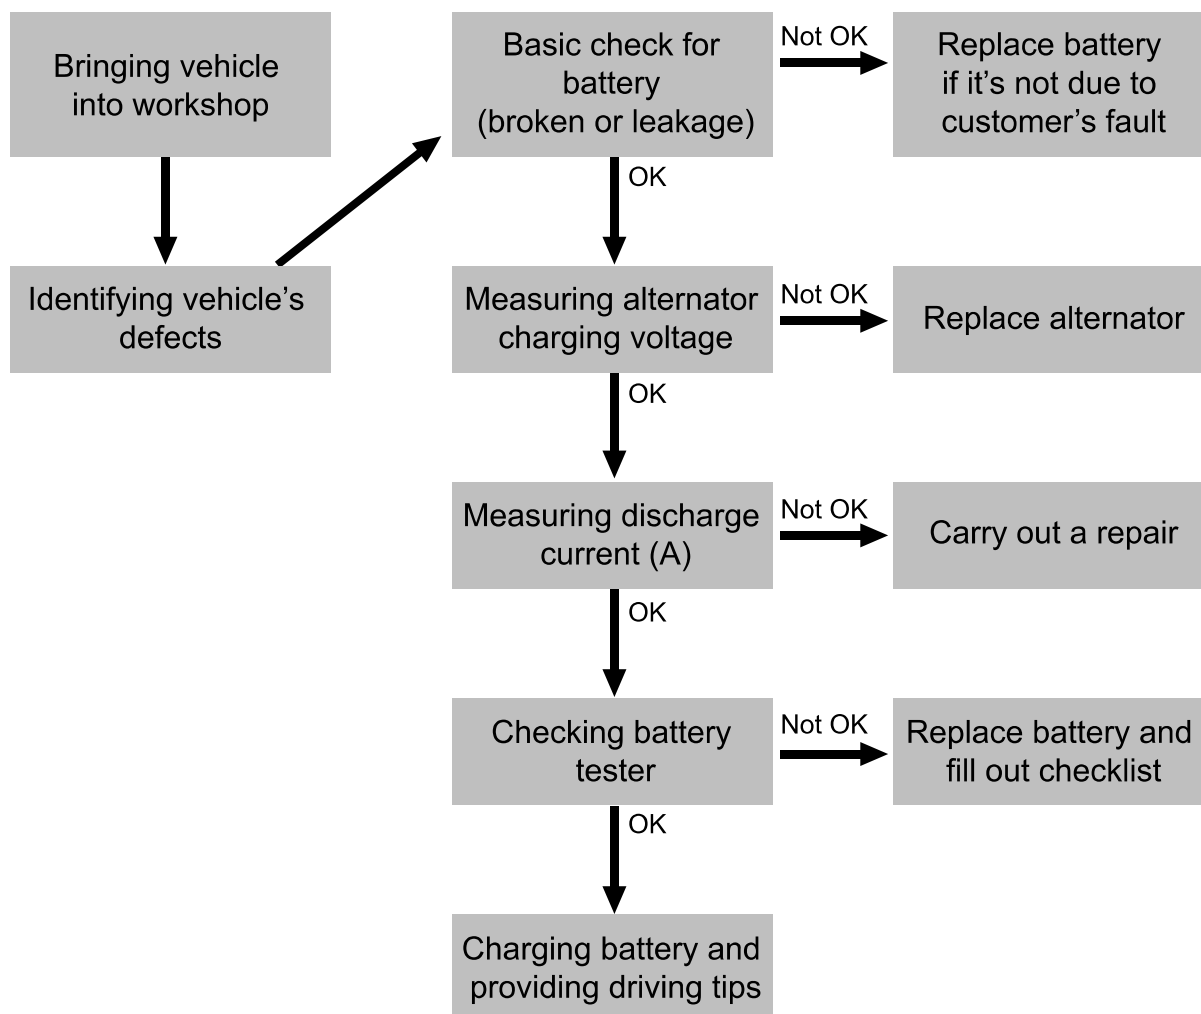 Bringing vehicle
into workshop
Identifying vehicle's
defects
Basic check for
battery
(broken or leakage)
Not OK
Replace battery
if it's not due to
customer's fault
OK
Measuring alternator
charging voltage
Not OK
Replace alternator
OK
Measuring discharge
current (A)
Not OK
Carry out a repair
OK
Checking battery
tester
Not OK
Replace battery and
fill out checklist
OK
Charging battery and
providing driving tips